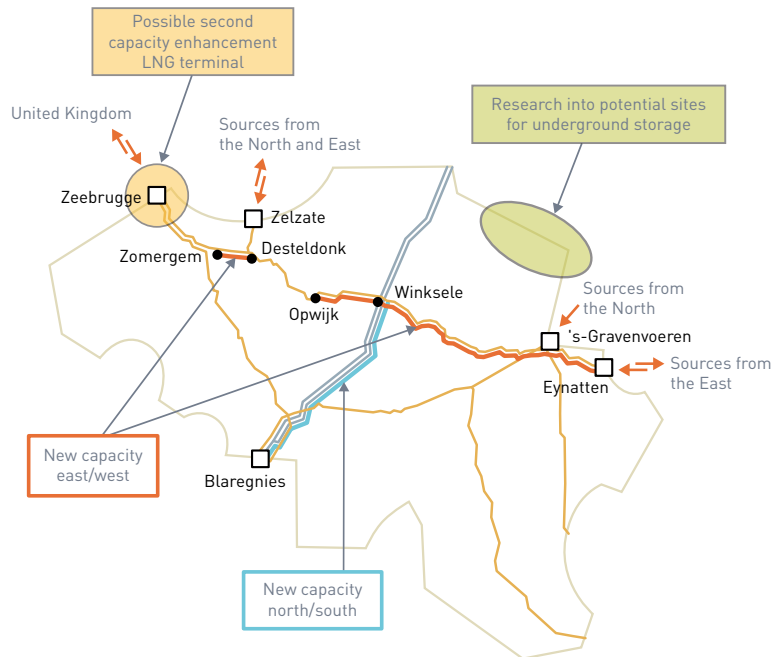 Possible second
capacity enhancement
LNG terminal
United Kingdom
Sources from
the North and East
Research into potential sites
for underground storage
Zeebrugge
Zelzate
Zomergem
Desteldonk
Opwijk
Winksele
Sources from
the North
's-Gravenvoeren
Sources from
the East
Eynatten
New capacity
east/west
Blaregnies
New capacity
north/south